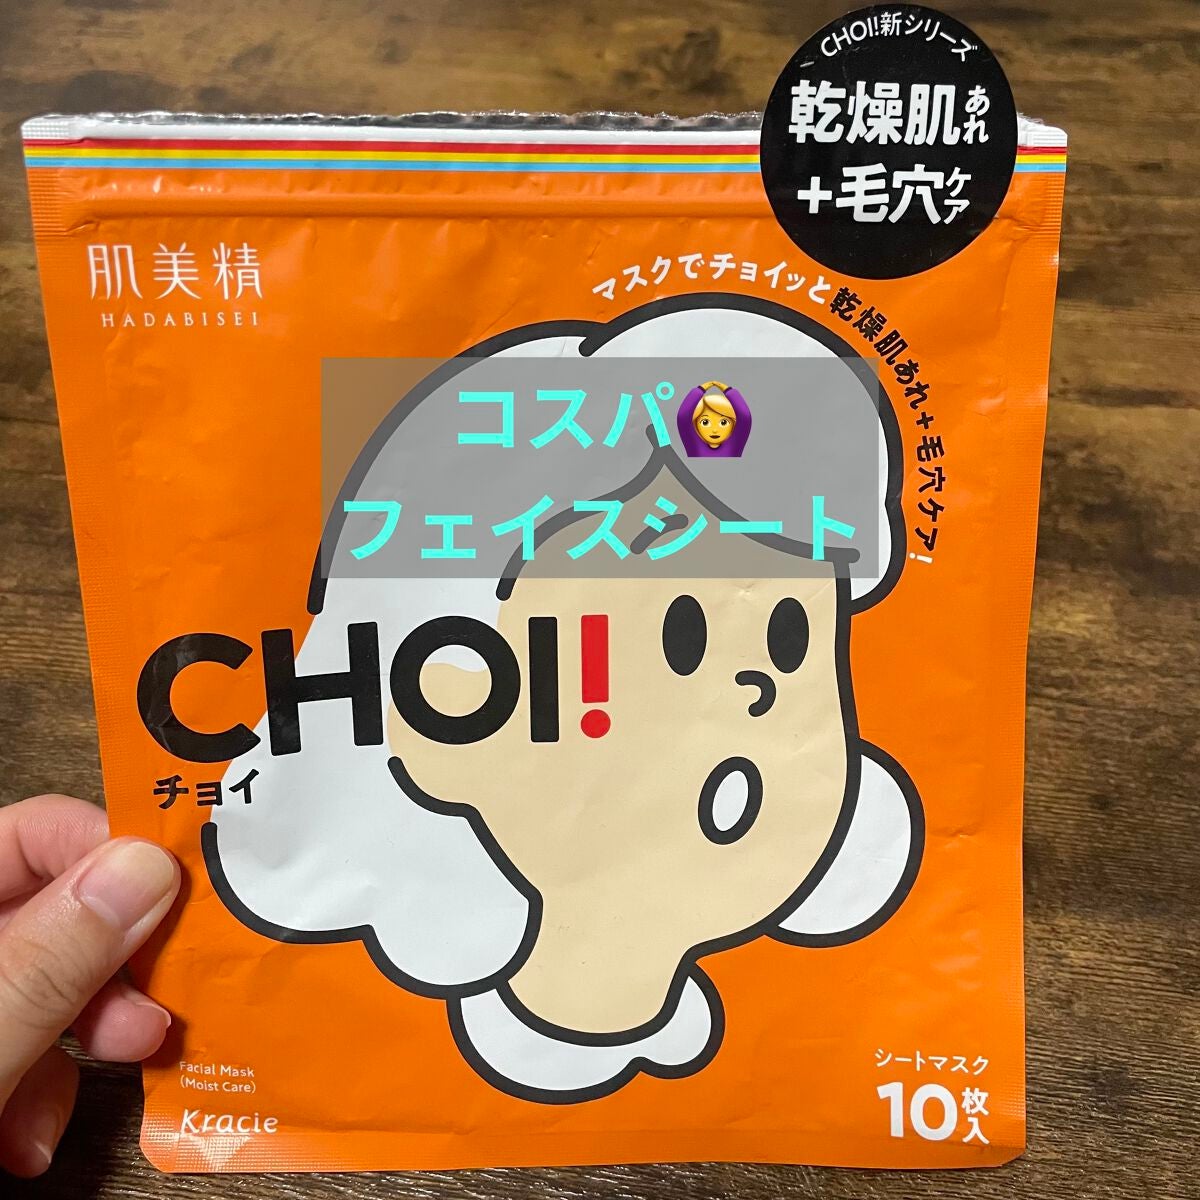 CHOI!新シリーズ
乾燥肌あれ
+毛穴ケア
肌美精
HADABISEI
マスクでチョイッと乾燥肌あれ+毛穴ケア!
コスパ🙆‍♀️
フェイスシート
CHOI!
チョイ
Facial Mask
(Moist Care)
Kracie
シートマスク
10枚入